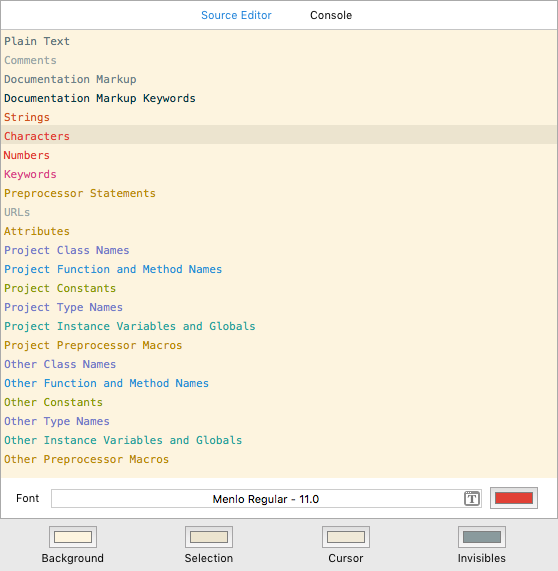 Source Editor Console
Plain Text
Comments
Documentation Markup
Documentation Markup Keywords
Strings
Characters
Numbers
Keywords
Preprocessor Statements
URLs
Attributes
Project Class Names
Project Function and Method Names
Project Constants
Project Type Names
Project Instance Variables and Globals
Project Preprocessor Macros
Other Class Names
Other Function and Method Names
Other Constants
Other Type Names
Other Instance Variables and Globals
Other Preprocessor Macros
Font Menlo Regular - 11.0 T
Background Selection Cursor Invisibles